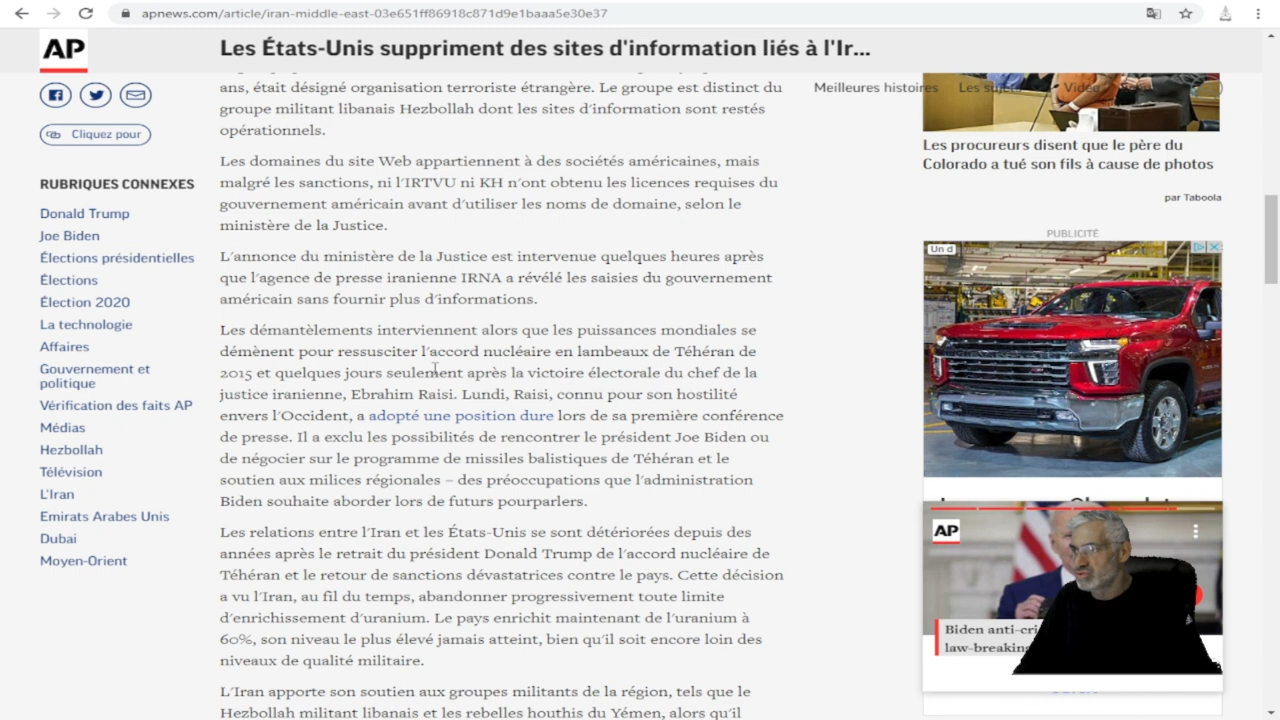 apnews.com/article/iran-middle-east-03e651ff86918c871d9e1baaa5e30e37
AP
Les États-Unis suppriment des sites d'information liés à l'Ir...
Meilleures histoires
Les
Vidéo
Cliquez pour
RUBRIQUES CONNEXES
Donald Trump
Joe Biden
Élections présidentielles
Élections
Élection 2020
La technologie
Affaires
Gouvernement et
politique
Vérification des faits AP
Médias
Hezbollah
Télévision
L'Iran
Emirats Arabes Unis
Dubai
Moyen-Orient
ans, était désigné organisation terroriste étrangère. Le groupe est distinct du
groupe militant libanais Hezbollah dont les sites d'information sont restés
opérationnels.
Les domaines du site Web appartiennent à des sociétés américaines, mais
malgré les sanctions, ni l'IRTVU ni KH n'ont obtenu les licences requises du
gouvernement américain avant d'utiliser les noms de domaine, selon le
ministère de la Justice.
L'annonce du ministère de la Justice est intervenue quelques heures après
que l'agence de presse iranienne IRNA a révélé les saisies du gouvernement
américain sans fournir plus d'informations.
Les démantèlements interviennent alors que les puissances mondiales se
démènent pour ressusciter l'accord nucléaire en lambeaux de Téhéran de
2015 et quelques jours seulement après la victoire électorale du chef de la
justice iranienne, Ebrahim Raisi. Lundi, Raisi, connu pour son hostilité
envers l'Occident, a adopté une position dure lors de sa première conférence
de presse. Il a exclu les possibilités de rencontrer le président Joe Biden ou
de négocier sur le programme de missiles balistiques de Téhéran et le
soutien aux milices régionales – des préoccupations que l'administration
Biden souhaite aborder lors de futurs pourparlers.
Les relations entre l'Iran et les États-Unis se sont détériorées depuis des
années après le retrait du président Donald Trump de l'accord nucléaire de
Téhéran et le retour de sanctions dévastatrices contre le pays. Cette décision
a vu l'Iran, au fil du temps, abandonner progressivement toute limite
d'enrichissement d'uranium. Le pays enrichit maintenant de l'uranium à
60%, son niveau le plus élevé jamais atteint, bien qu'il soit encore loin des
niveaux de qualité militaire.
L'Iran apporte son soutien aux groupes militants de la région, tels que le
Hezbollah militant libanais et les rebelles houthis du Yémen, alors qu'il
Les procureurs disent que le père du
Colorado a tué son fils à cause de photos
par Taboola
PUBLICITÉ
Un d
AP
Biden anti-cri
law-breaking